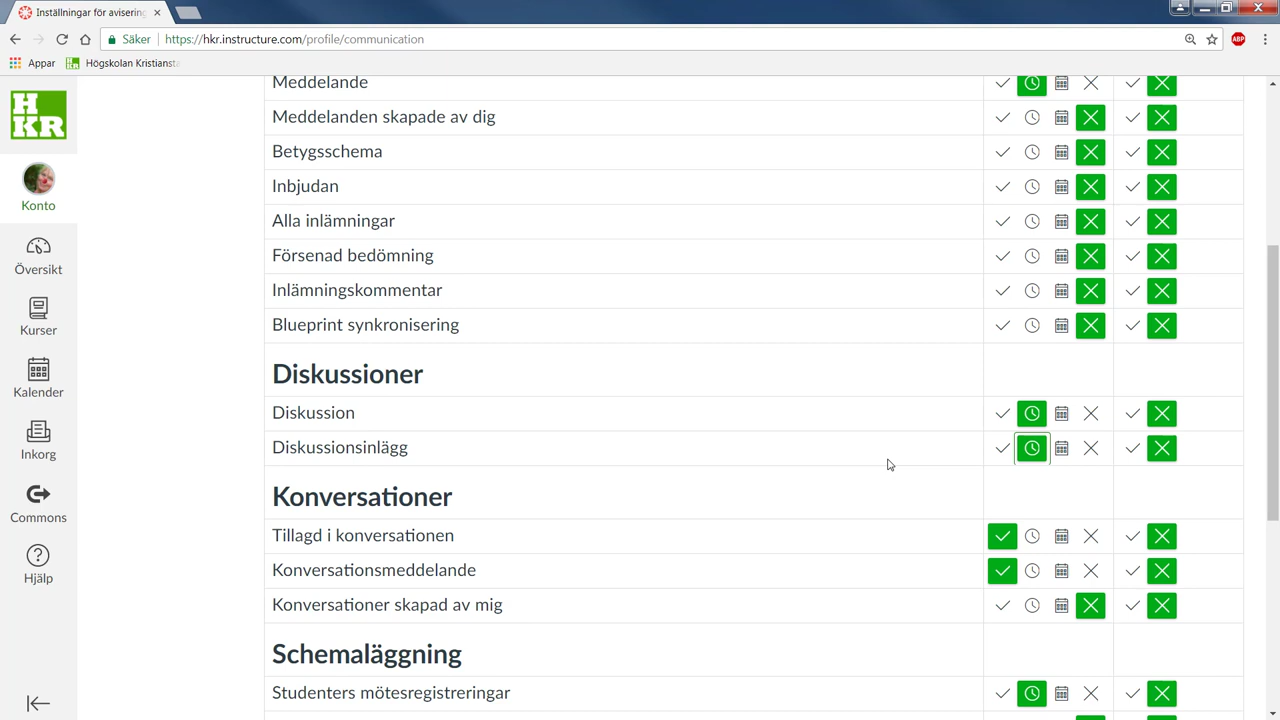 Inställningar för avisering
Säker
https://hkr.instructure.com/profile/communication
ABP
Appar
Högskolan Kristiansta
HKR
Konto
Översikt
Kurser
Kalender
Inkorg
Commons
Hjälp
Meddelande
Meddelanden skapade av dig
Betygsschema
Inbjudan
Alla inlämningar
Försenad bedömning
Inlämningskommentar
Blueprint synkronisering
Diskussioner
Diskussion
Diskussionsinlägg
Konversationer
Tillagd i konversationen
Konversationsmeddelande
Konversationer skapad av mig
Schemaläggning
Studenters mötesregistreringar